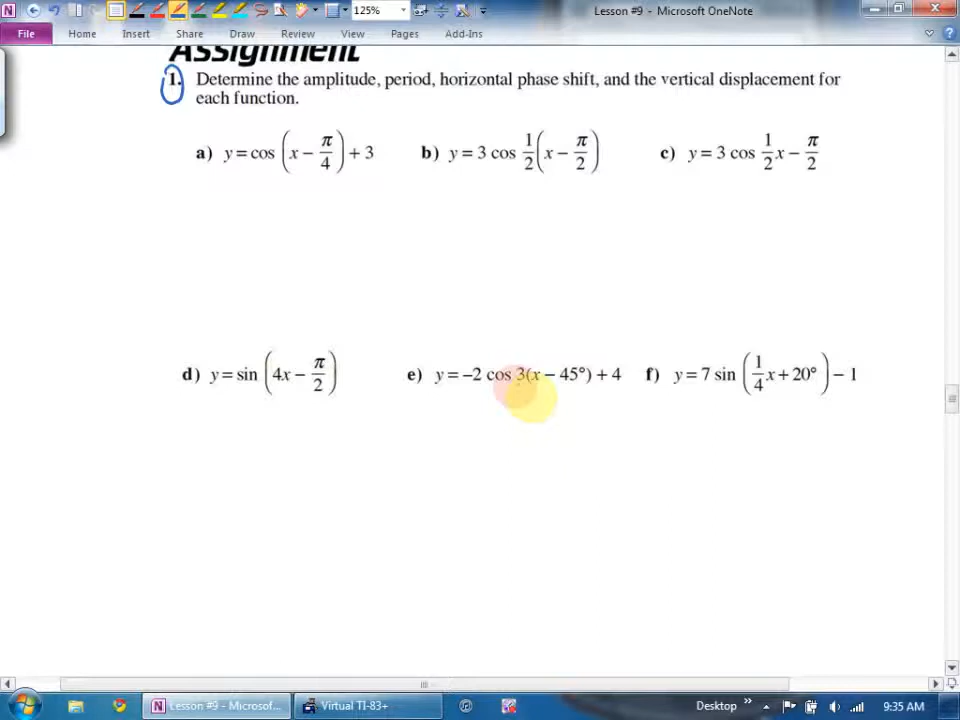 125%
Lesson #9 - Microsoft OneNote
File Home Insert Share Draw Review View Pages Add-Ins
Assignment
1. Determine the amplitude, period, horizontal phase shift, and the vertical displacement for
each function.
a) y = cos (x − π/4) + 3 b) y = 3 cos 1/2 (x − π/2) c) y = 3 cos 1/2 x − π/2
d) y = sin (4x − π/2) e) y = −2 cos 3(x − 45°) + 4 f) y = 7 sin (1/4 x + 20°) − 1
Lesson #9 - Microsof... Virtual TI-83+ Desktop » 9:35 AM